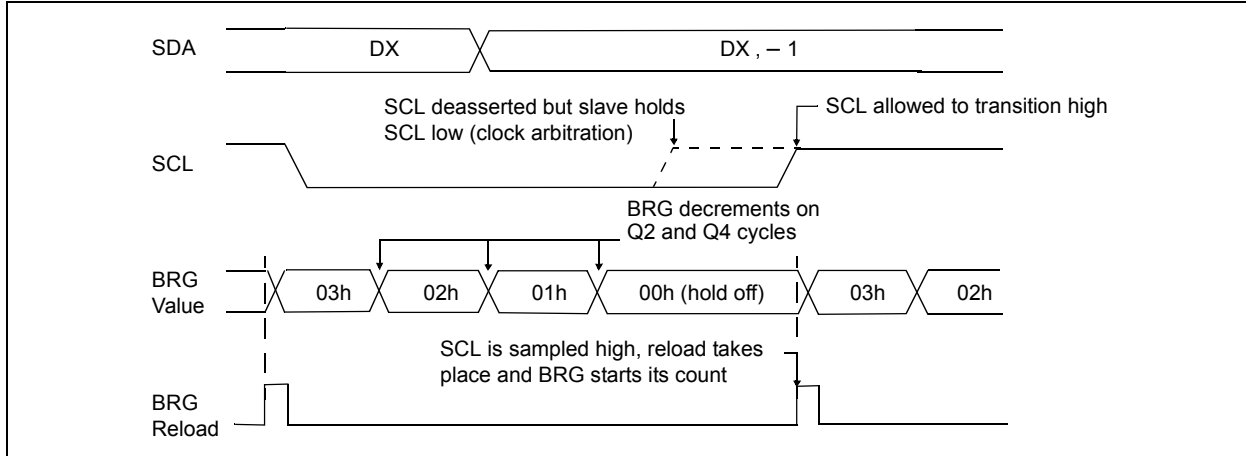 SDA
DX
DX , – 1
SCL deasserted but slave holds
SCL low (clock arbitration)
SCL allowed to transition high
SCL
BRG decrements on
Q2 and Q4 cycles
BRG
Value
03h
02h
01h
00h (hold off)
03h
02h
SCL is sampled high, reload takes
place and BRG starts its count
BRG
Reload